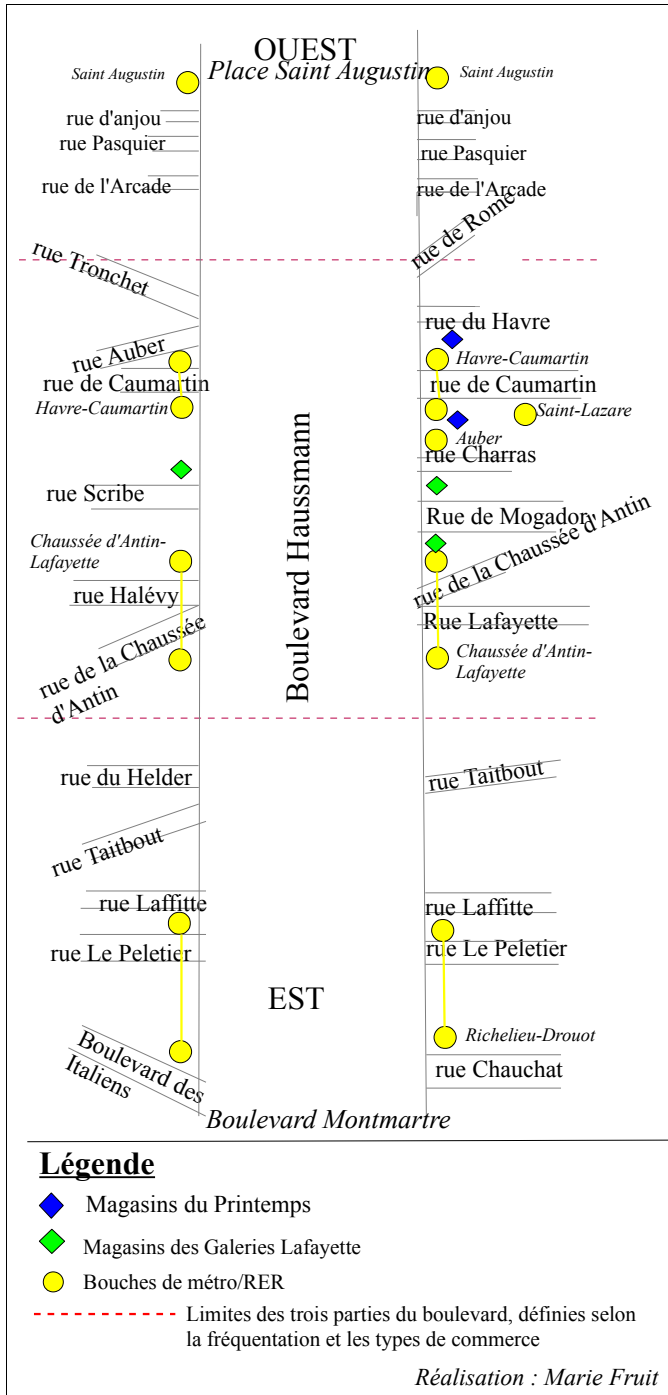 OUEST
Saint Augustin
Place Saint Augustin
Saint Augustin
rue d'anjou
rue d'anjou
rue Pasquier
rue Pasquier
rue de l'Arcade
rue de l'Arcade
rue de Rome
rue Tronchet
rue du Havre
rue Auber
Havre-Caumartin
rue de Caumartin
rue de Caumartin
Havre-Caumartin
Saint-Lazare
Auber
rue Charras
Boulevard Haussmann
rue Scribe
Rue de Mogador
Chaussée d'Antin-
Lafayette
rue de la Chaussée d'Antin
rue Halévy
Rue Lafayette
rue de la Chaussée
d'Antin
Chaussée d'Antin-
Lafayette
rue du Helder
rue Taitbout
rue Taitbout
rue Laffitte
rue Laffitte
rue Le Peletier
rue Le Peletier
EST
Richelieu-Drouot
Boulevard des
Italiens
rue Chauchat
Boulevard Montmartre
Légende
Magasins du Printemps
Magasins des Galeries Lafayette
Bouches de métro/RER
Limites des trois parties du boulevard, définies selon
la fréquentation et les types de commerce
Réalisation : Marie Fruit